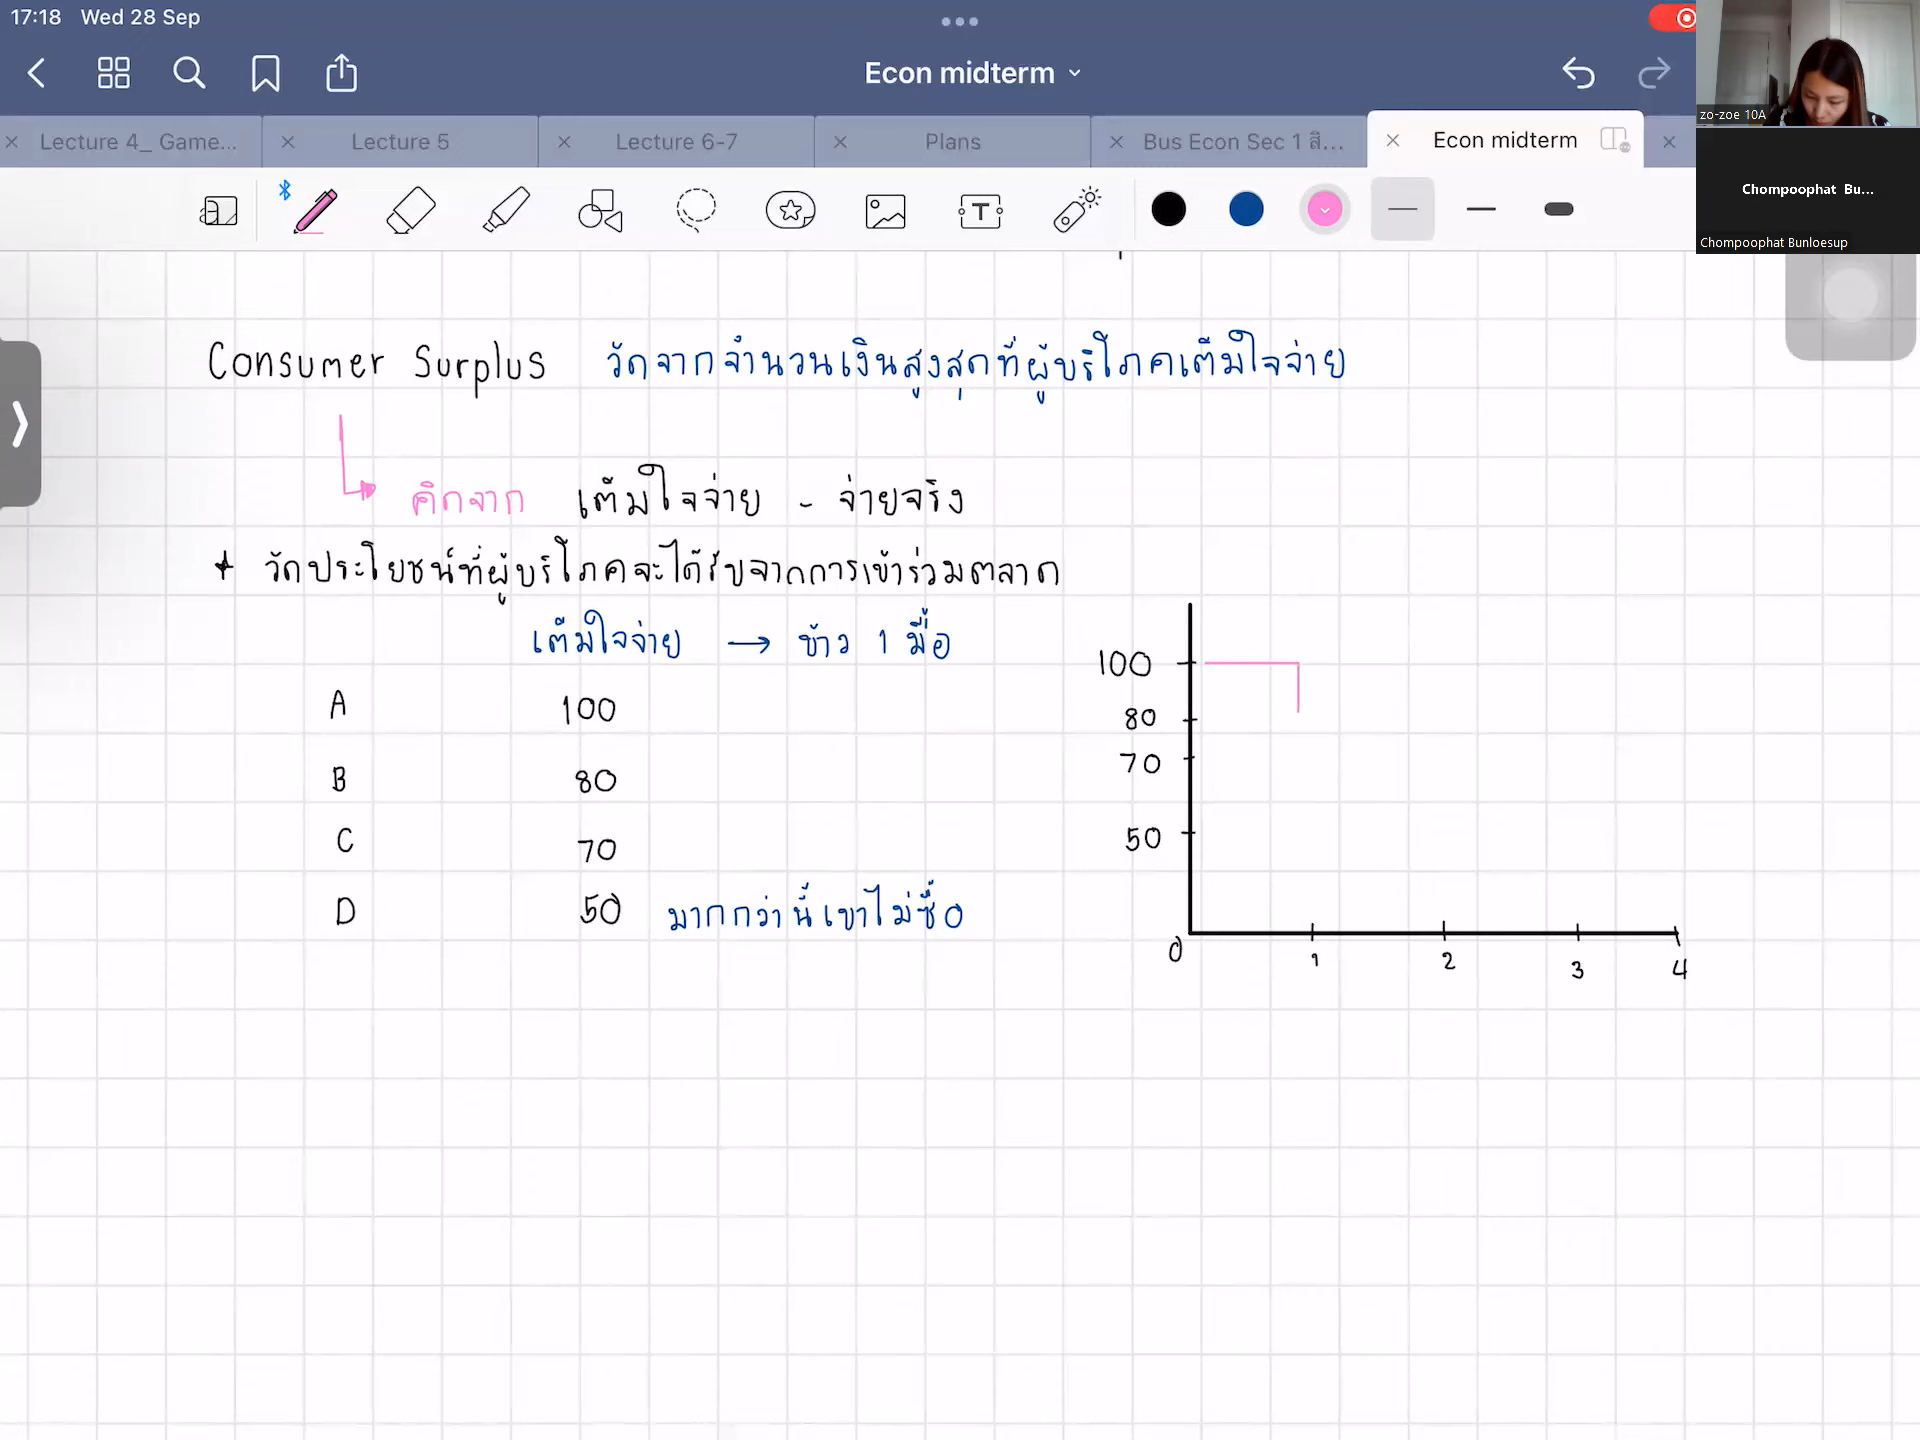 17:18 Wed 28 Sep
Econ midterm
zo-zoe 10A
Lecture 4_ Game...
Lecture 5
Lecture 6-7
Plans
Bus Econ Sec 1 สิ...
Econ midterm
Chompoophat Bu...
Chompoophat Bunloesup
Consumer Surplus วัดจากจำนวนเงินสูงสุดที่ผู้บริโภคเต็มใจจ่าย
คิดจาก เต็มใจจ่าย - จ่ายจริง
* วัดประโยชน์ที่ผู้บริโภคจะได้รับจากการเข้าร่วมตลาด
เต็มใจจ่าย → ข้าว 1 มื้อ
A 100
B 80
C 70
D 50 มากกว่านี้เขาไม่ซื้อ
100
80
70
50
0 1 2 3 4